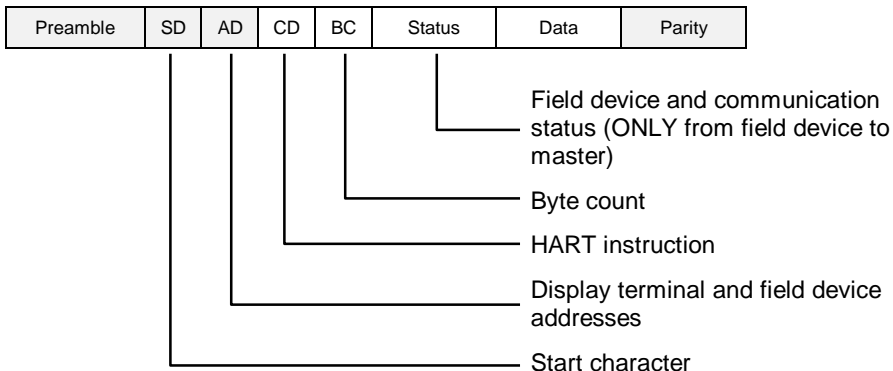 Preamble SD AD CD BC Status Data Parity
Field device and communication
status (ONLY from field device to
master)
Byte count
HART instruction
Display terminal and field device
addresses
Start character